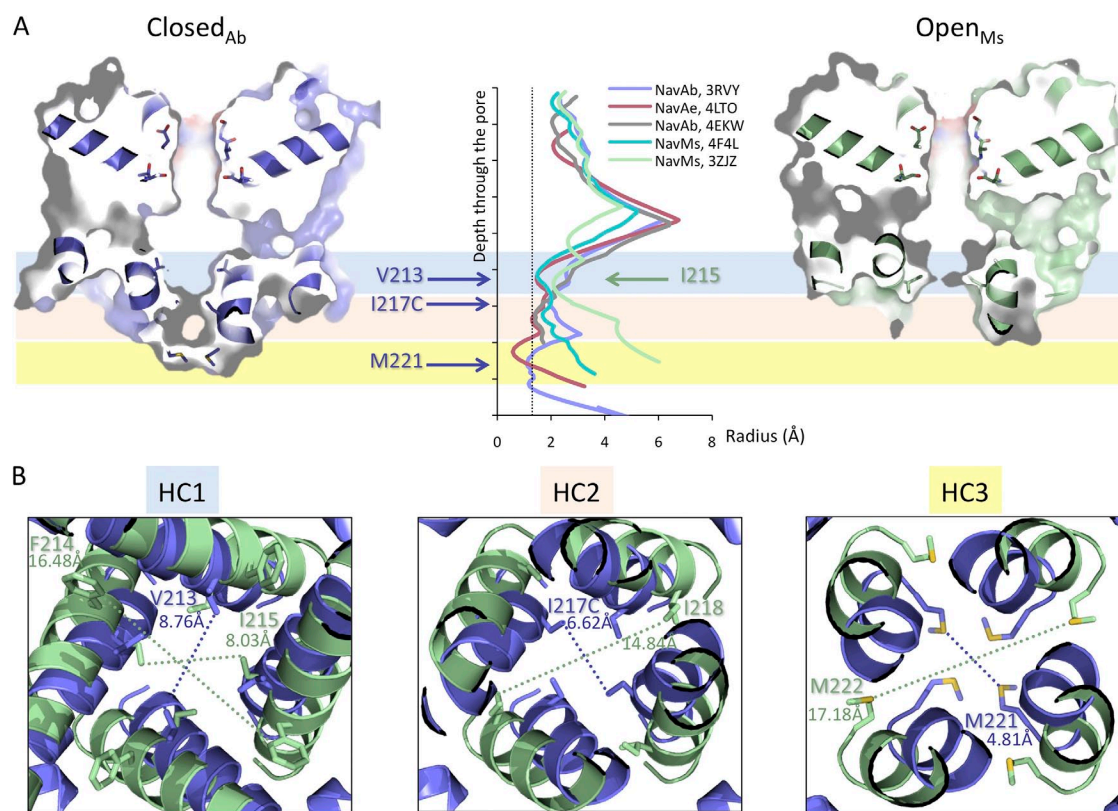 A
Closed_Ab
Open_Ms
NavAb, 3RVY
NavAe, 4LTO
NavAb, 4EKW
NavMs, 4F4L
NavMs, 3ZJZ
Depth through the pore
V213
I215
I217C
M221
0 2 4 6 8
Radius (Å)
B
HC1
HC2
HC3
F214
16.48Å
V213
8.76Å
I215
8.03Å
I217C
6.62Å
I218
14.84Å
M222
17.18Å
M221
4.81Å